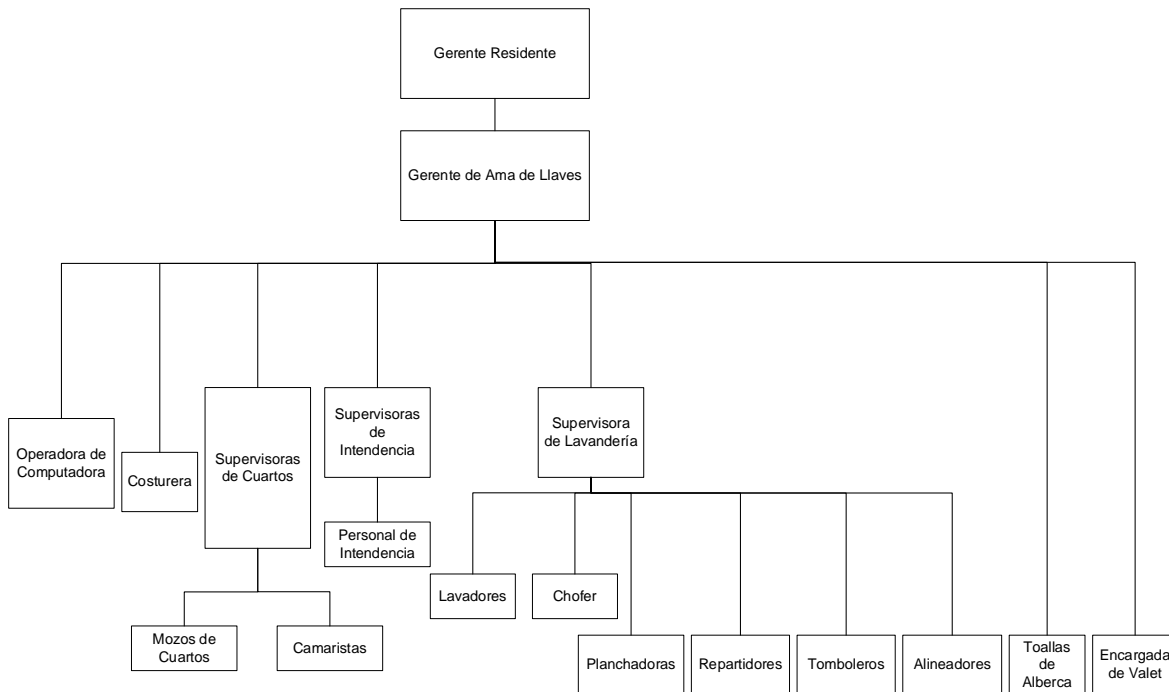 Gerente Residente
Gerente de Ama de Llaves
Operadora de
Computadora
Costurera
Supervisoras
de Cuartos
Supervisoras
de
Intendencia
Supervisora
de Lavandería
Personal de
Intendencia
Lavadores
Chofer
Mozos de
Cuartos
Camaristas
Planchadoras
Repartidores
Tomboleros
Alineadores
Toallas
de
Alberca
Encargada
de Valet